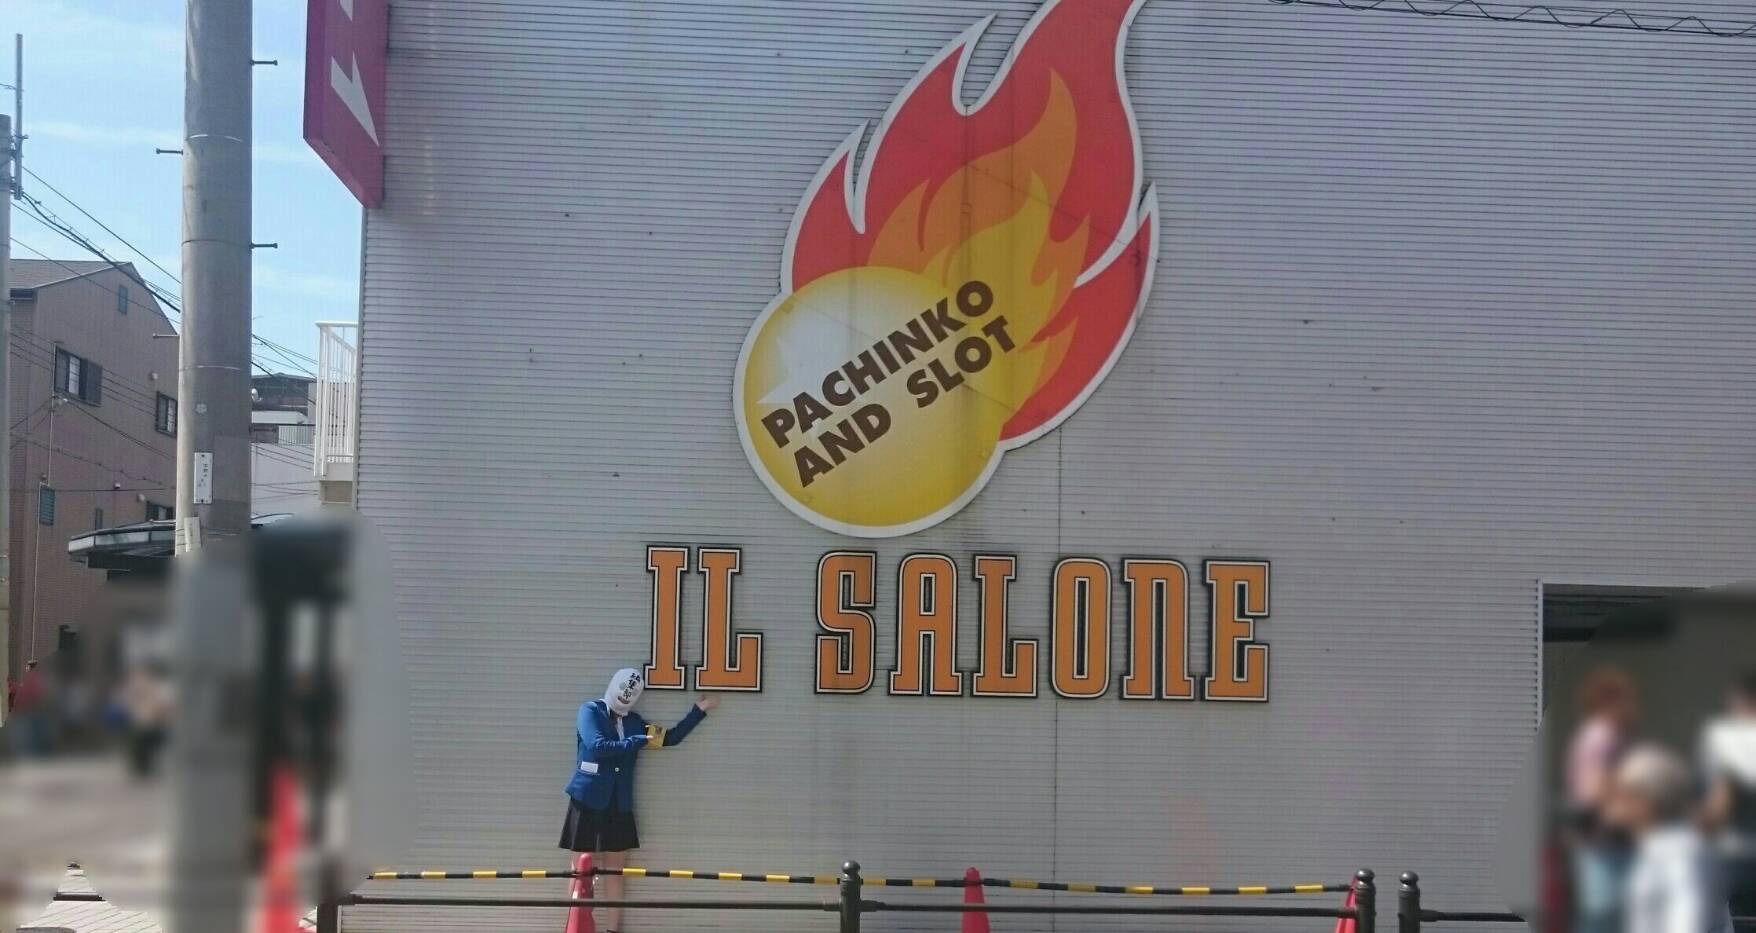 PACHINKO
AND SLOT
IL SALONE